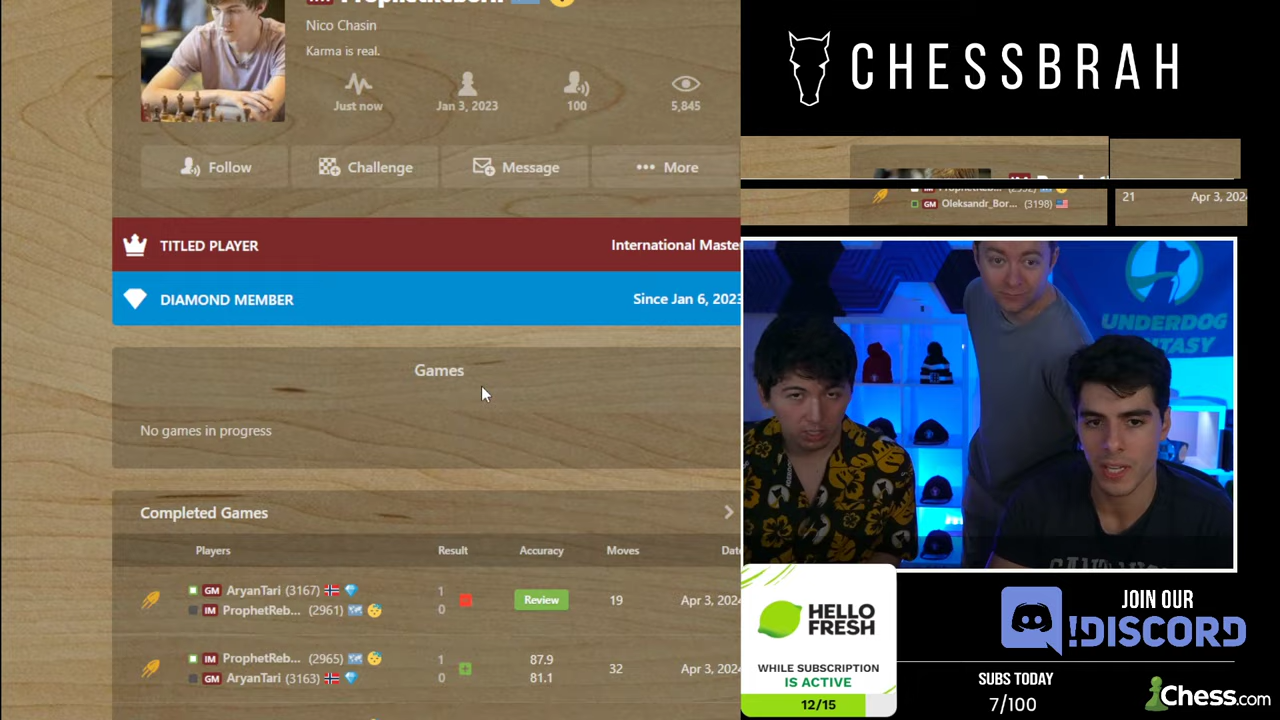 Nico Chasin
Karma is real.
Just now
Jan 3, 2023
100
5,845
Follow
Challenge
Message
More
TITLED PLAYER
International Master
DIAMOND MEMBER
Since Jan 6, 2023
Games
No games in progress
Completed Games
Players
Result
Accuracy
Moves
Date
GM AryanTari (3167)
1
IM ProphetReb... (2961)
0
Review
19
Apr 3, 2024
IM ProphetReb... (2965)
1
GM AryanTari (3163)
0
87.9
81.1
32
Apr 3, 2024
CHESSBRAH
GM Oleksandr_Bor... (3198)
21
Apr 3, 202
UNDERDOG
FANTASY
HELLO
FRESH
WHILE SUBSCRIPTION
IS ACTIVE
12/15
JOIN OUR
!DISCORD
SUBS TODAY
7/100
Chess.com